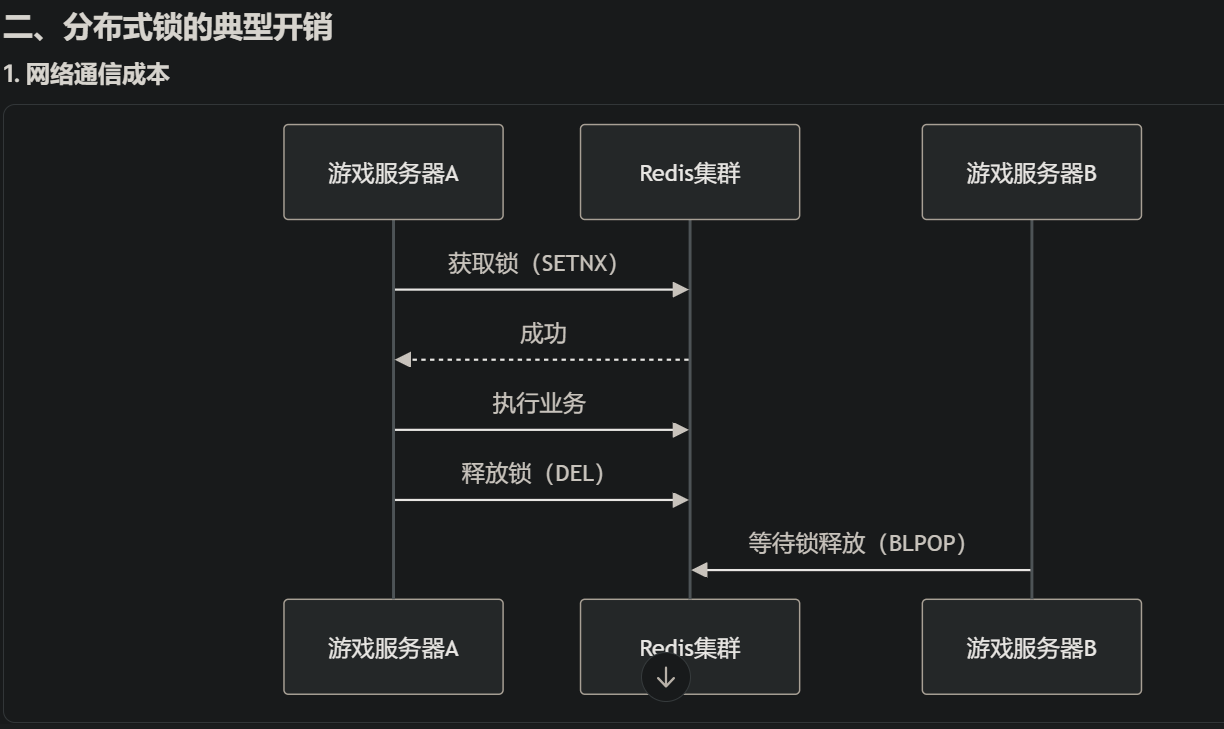 二、分布式锁的典型开销
1. 网络通信成本
游戏服务器A
Redis集群
游戏服务器B
获取锁（SETNX）
成功
执行业务
释放锁（DEL）
等待锁释放（BLPOP）
游戏服务器A
Redis集群
游戏服务器B